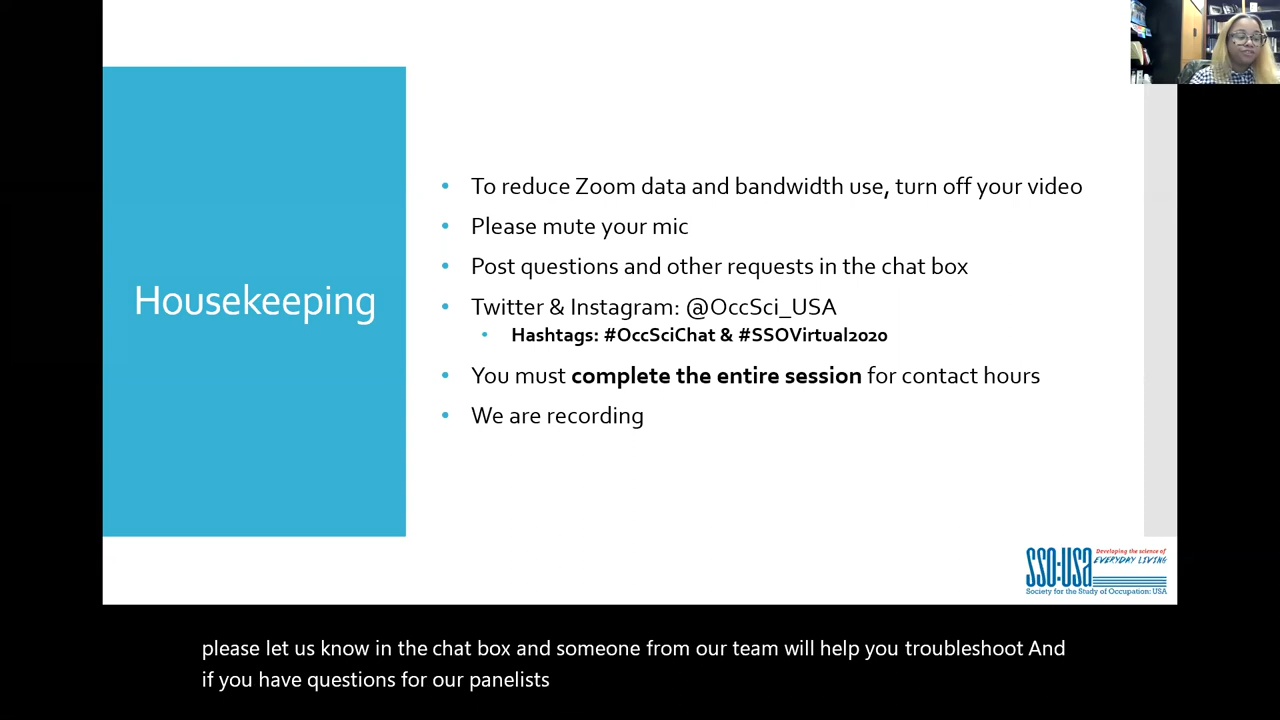 Housekeeping
To reduce Zoom data and bandwidth use, turn off your video
Please mute your mic
Post questions and other requests in the chat box
Twitter & Instagram: @OccSci_USA
Hashtags: #OccSciChat & #SSOVirtual2020
You must complete the entire session for contact hours
We are recording
SSO:USA
Developing the science of
EVERYDAY LIVING
Society for the Study of Occupation: USA
please let us know in the chat box and someone from our team will help you troubleshoot And
if you have questions for our panelists